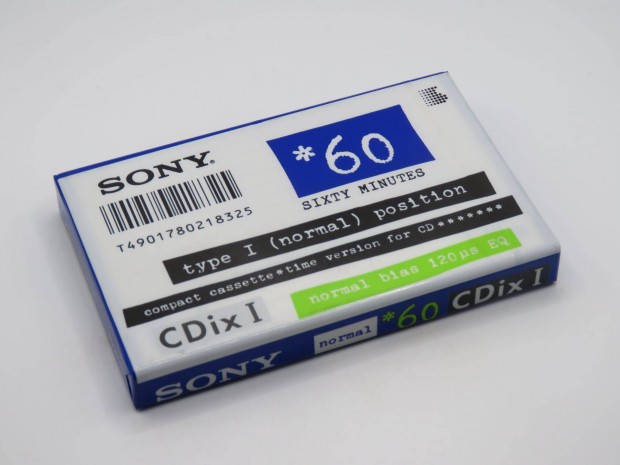 SONY®
*60
SIXTY MINUTES
T4901780218325
type I (normal) position
compact cassette*time version for CD*******
normal bias 120µs EQ
CDix I
SONY normal *60 CDix I